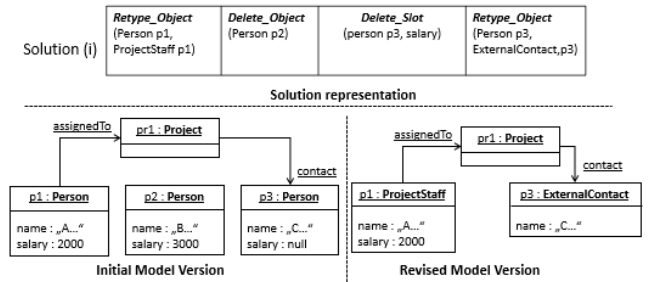 Solution (i)
Retype_Object
(Person p1,
ProjectStaff p1)
Delete_Object
(Person p2)
Delete_Slot
(person p3, salary)
Retype_Object
(Person p3,
ExternalContact,p3)
Solution representation
assignedTo
pr1 : Project
contact
p1 : Person
name : „A...“
salary : 2000
p2 : Person
name : „B...“
salary : 3000
p3 : Person
name : „C...“
salary : null
Initial Model Version
assignedTo
pr1 : Project
contact
p1 : ProjectStaff
name : „A...“
salary : 2000
p3 : ExternalContact
name : „C...“
Revised Model Version